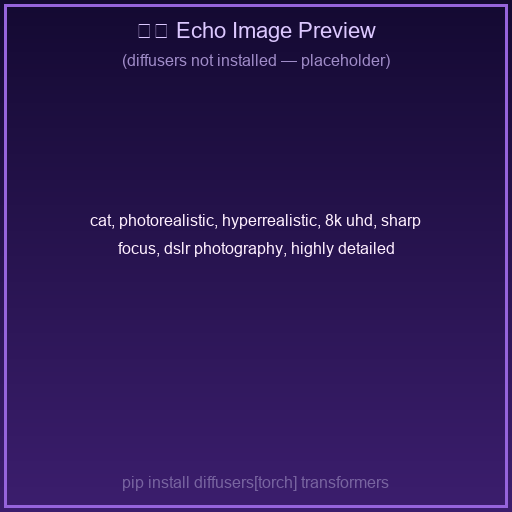 Echo Image Preview
(diffusers not installed — placeholder)
cat, photorealistic, hyperrealistic, 8k uhd, sharp
focus, dslr photography, highly detailed
pip install diffusers[torch] transformers